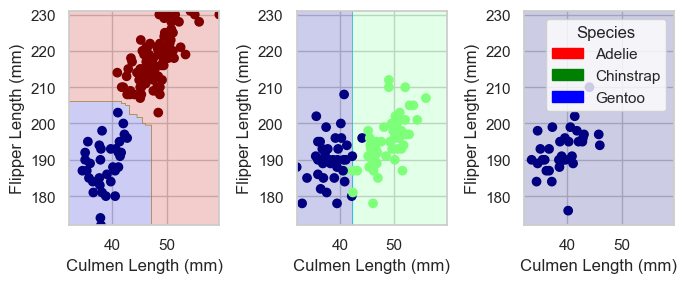 230
220
210
200
190
180
40 50
Flipper Length (mm)
Culmen Length (mm)
230
220
210
200
190
180
40 50
Flipper Length (mm)
Culmen Length (mm)
230
220
210
200
190
180
40 50
Flipper Length (mm)
Culmen Length (mm)
Species
Adelie
Chinstrap
Gentoo